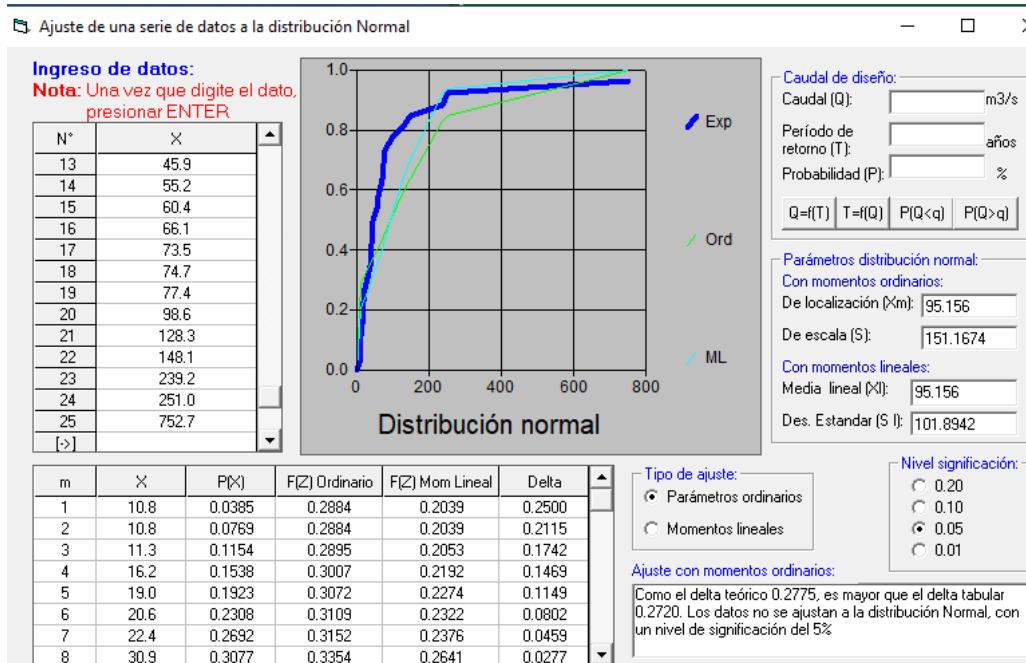 Ajuste de una serie de datos a la distribución Normal
Ingreso de datos:
Nota: Una vez que digite el dato,
presionar ENTER
N° X
13 45.9
14 55.2
15 60.4
16 66.1
17 73.5
18 74.7
19 77.4
20 98.6
21 128.3
22 148.1
23 239.2
24 251.0
25 752.7
[->]
1.0
0.8
0.6
0.4
0.2
0.0
0 200 400 600 800
Exp
Ord
ML
Distribución normal
Caudal de diseño:
Caudal (Q): m3/s
Período de
retorno (T): años
Probabilidad (P): %
Q=f(T) T=f(Q) P(Q<q) P(Q>q)
Parámetros distribución normal:
Con momentos ordinarios:
De localización (Xm): 95.156
De escala (S): 151.1674
Con momentos lineales:
Media lineal (Xl): 95.156
Des. Estandar (S l): 101.8942
m X P(X) F(Z) Ordinario F(Z) Mom Lineal Delta
1 10.8 0.0385 0.2884 0.2039 0.2500
2 10.8 0.0769 0.2884 0.2039 0.2115
3 11.3 0.1154 0.2895 0.2053 0.1742
4 16.2 0.1538 0.3007 0.2192 0.1469
5 19.0 0.1923 0.3072 0.2274 0.1149
6 20.6 0.2308 0.3109 0.2322 0.0802
7 22.4 0.2692 0.3152 0.2376 0.0459
8 30.9 0.3077 0.3354 0.2641 0.0277
Tipo de ajuste:
Parámetros ordinarios
Momentos lineales
Nivel significación:
0.20
0.10
0.05
0.01
Ajuste con momentos ordinarios:
Como el delta teórico 0.2775, es mayor que el delta tabular
0.2720. Los datos no se ajustan a la distribución Normal, con
un nivel de significación del 5%